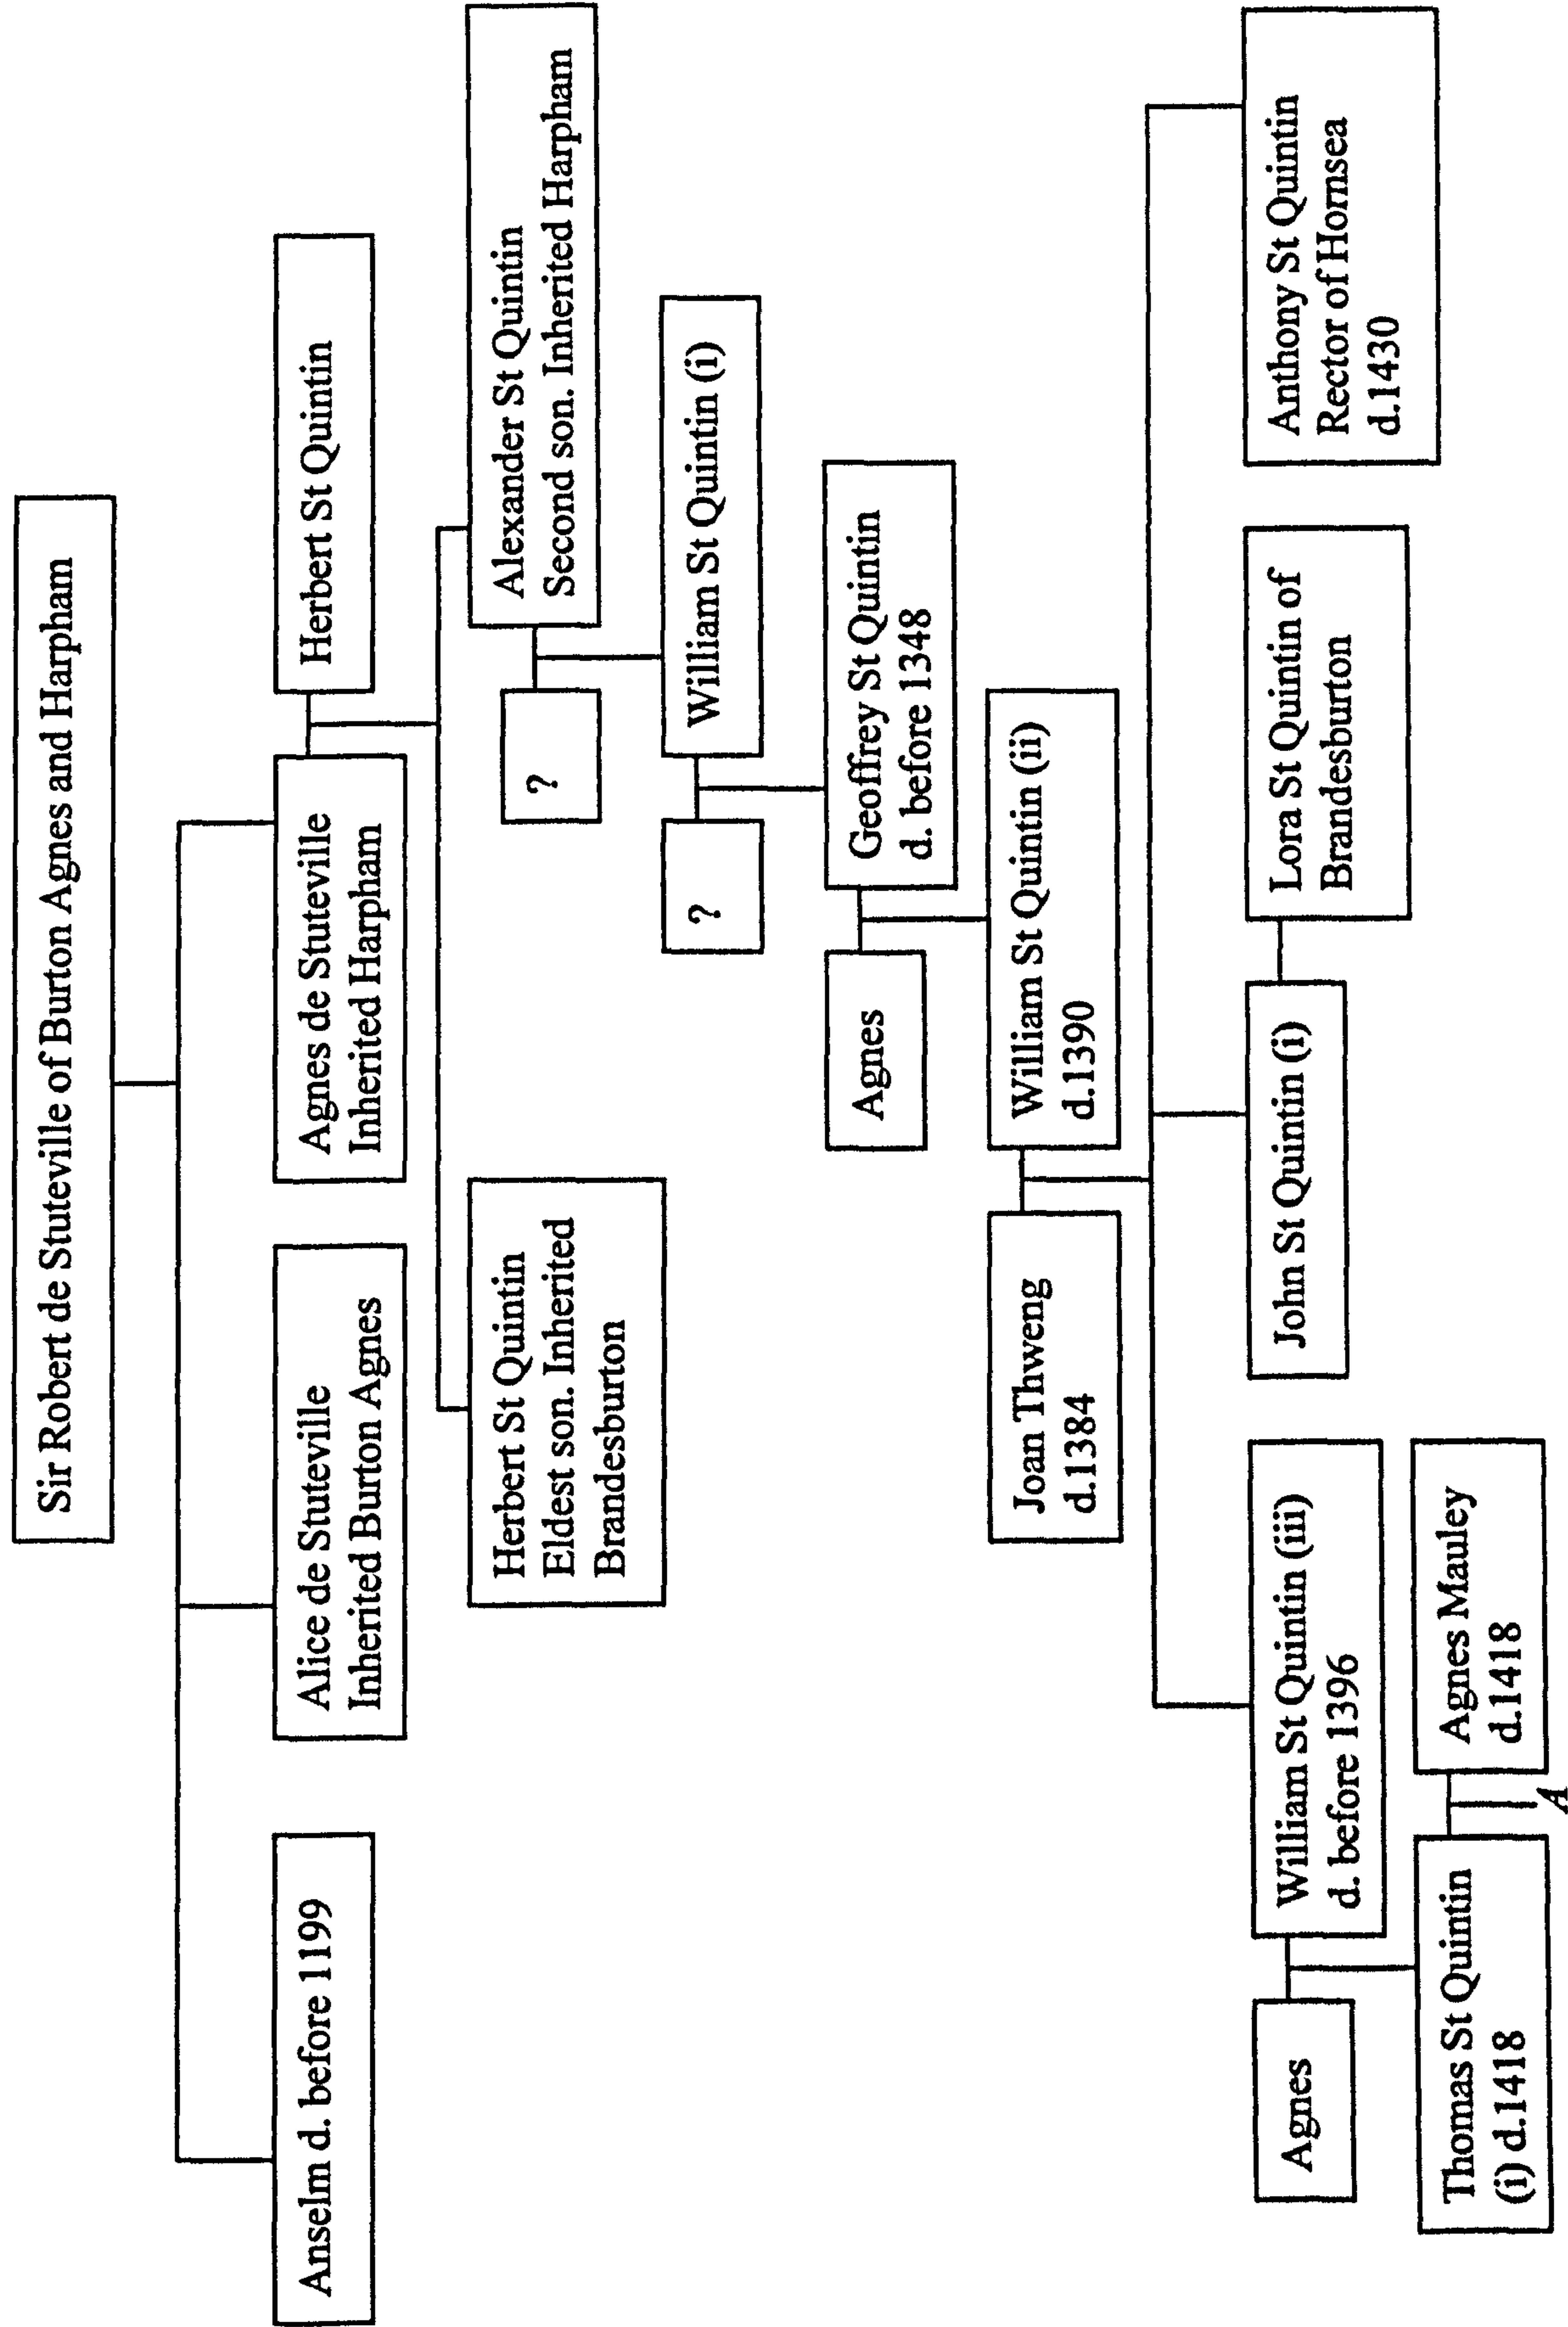 Sir Robert de Stuteville of Burton Agnes and Harpham
Anselm d. before 1199
Alice de Stuteville
Inherited Burton Agnes
Agnes de Stuteville
Inherited Harpham
Herbert St Quintin
Herbert St Quintin
Eldest son. Inherited
Brandesburton
?
Alexander St Quintin
Second son. Inherited Harpham
?
William St Quintin (i)
Agnes
Geoffrey St Quintin
d. before 1348
Joan Thweng
d.1384
William St Quintin (ii)
d.1390
Agnes
William St Quintin (iii)
d. before 1396
John St Quintin (i)
Lora St Quintin of
Brandesburton
Anthony St Quintin
Rector of Hornsea
d.1430
Thomas St Quintin
(i) d.1418
Agnes Mauley
d.1418
A